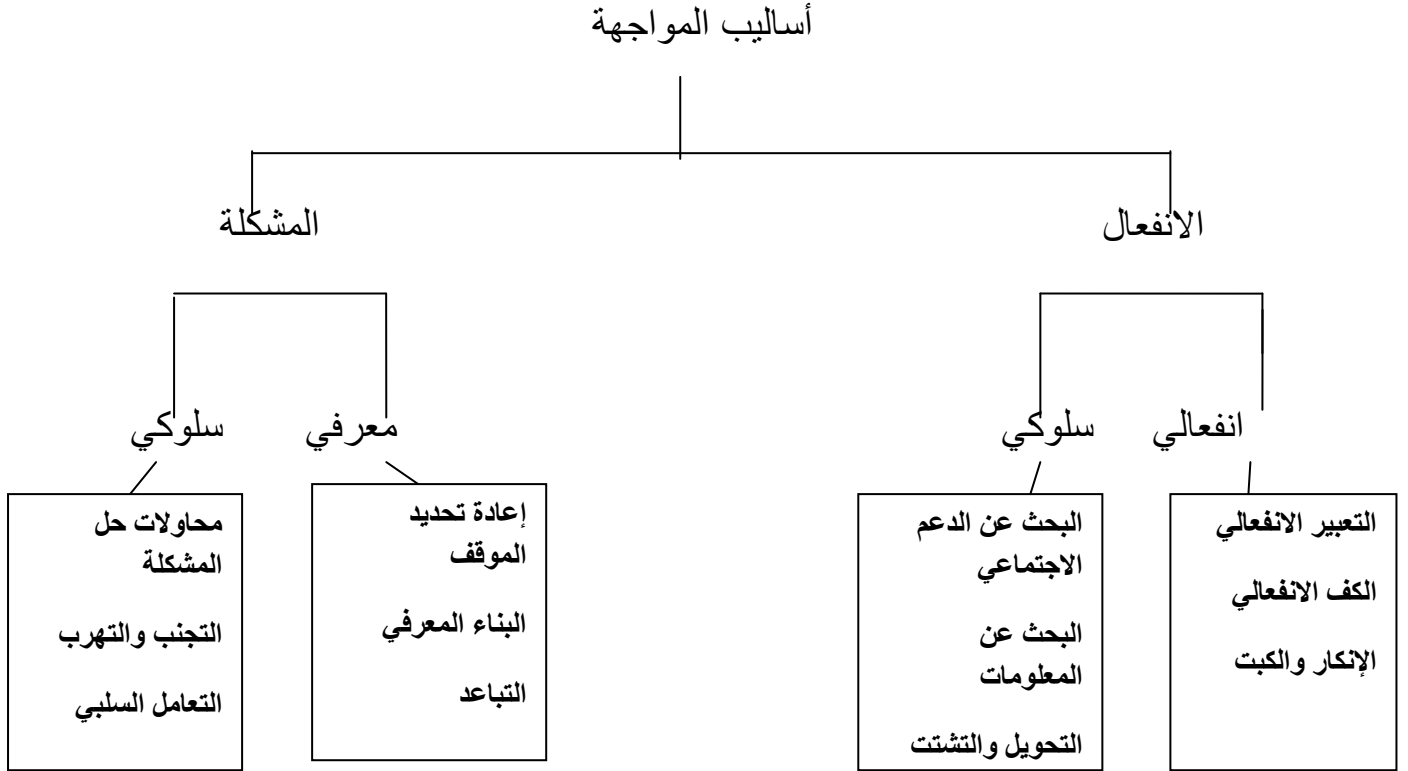 أساليب المواجهة
الانفعال
المشكلة
انفعالي
سلوكي
معرفي
سلوكي
التعبير الانفعالي
الكف الانفعالي
الإنكار والكبت
البحث عن الدعم
الاجتماعي
البحث عن
المعلومات
التحويل والتشتت
إعادة تحديد
الموقف
البناء المعرفي
التباعد
محاولات حل
المشكلة
التجنب والتهرب
التعامل السلبي